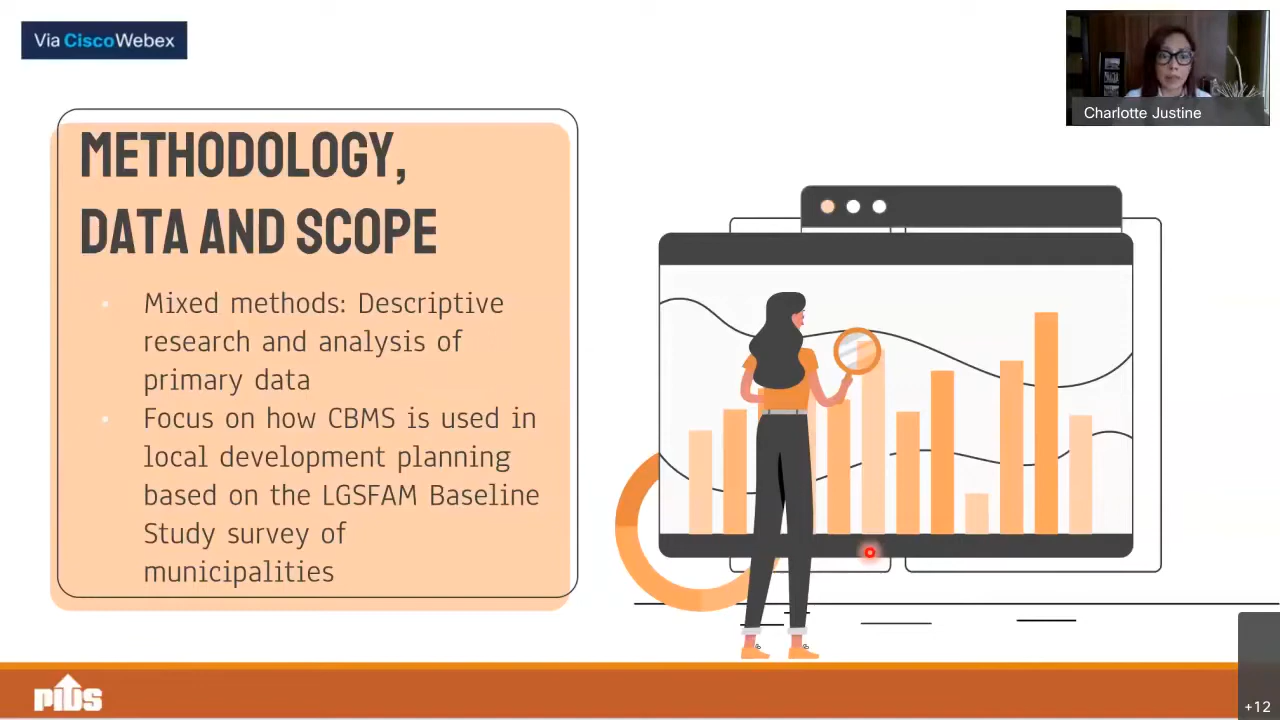 Via CiscoWebex
Charlotte Justine
METHODOLOGY,
DATA AND SCOPE
Mixed methods: Descriptive
research and analysis of
primary data
Focus on how CBMS is used in
local development planning
based on the LGSFAM Baseline
Study survey of
municipalities
PIDS
+12